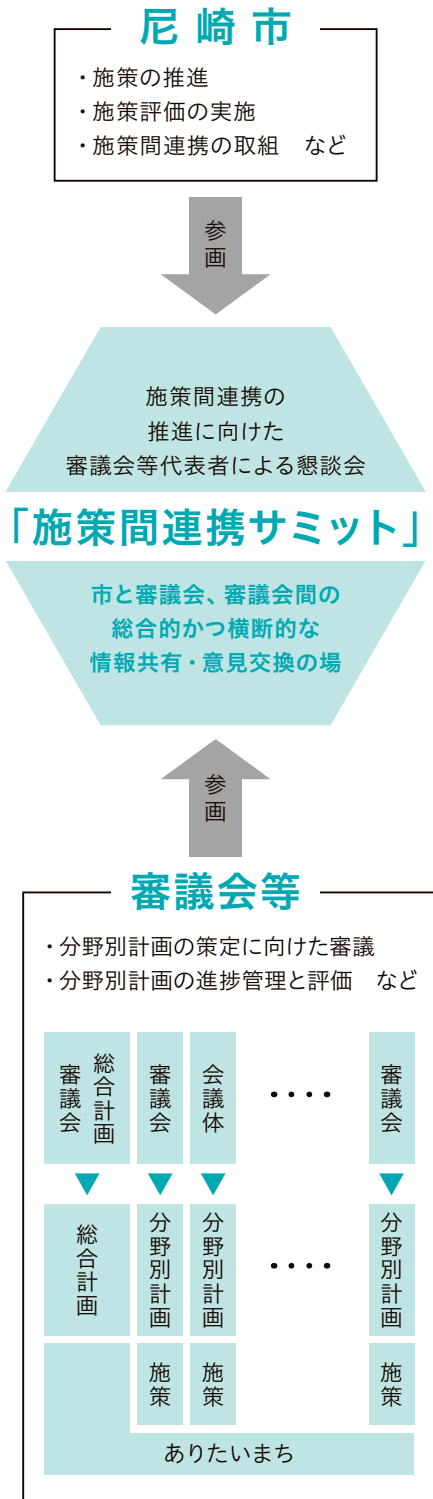 尼崎市
・施策の推進
・施策評価の実施
・施策間連携の取組　など
参画
施策間連携の
推進に向けた
審議会等代表者による懇談会
「施策間連携サミット」
市と審議会、審議会間の
総合的かつ横断的な
情報共有・意見交換の場
参画
審議会等
・分野別計画の策定に向けた審議
・分野別計画の進捗管理と評価　など
総合計画
審議会
審議会
会議体
・・・・
審議会
総合計画
分野別計画
分野別計画
・・・・
分野別計画
施策
施策
施策
ありたいまち